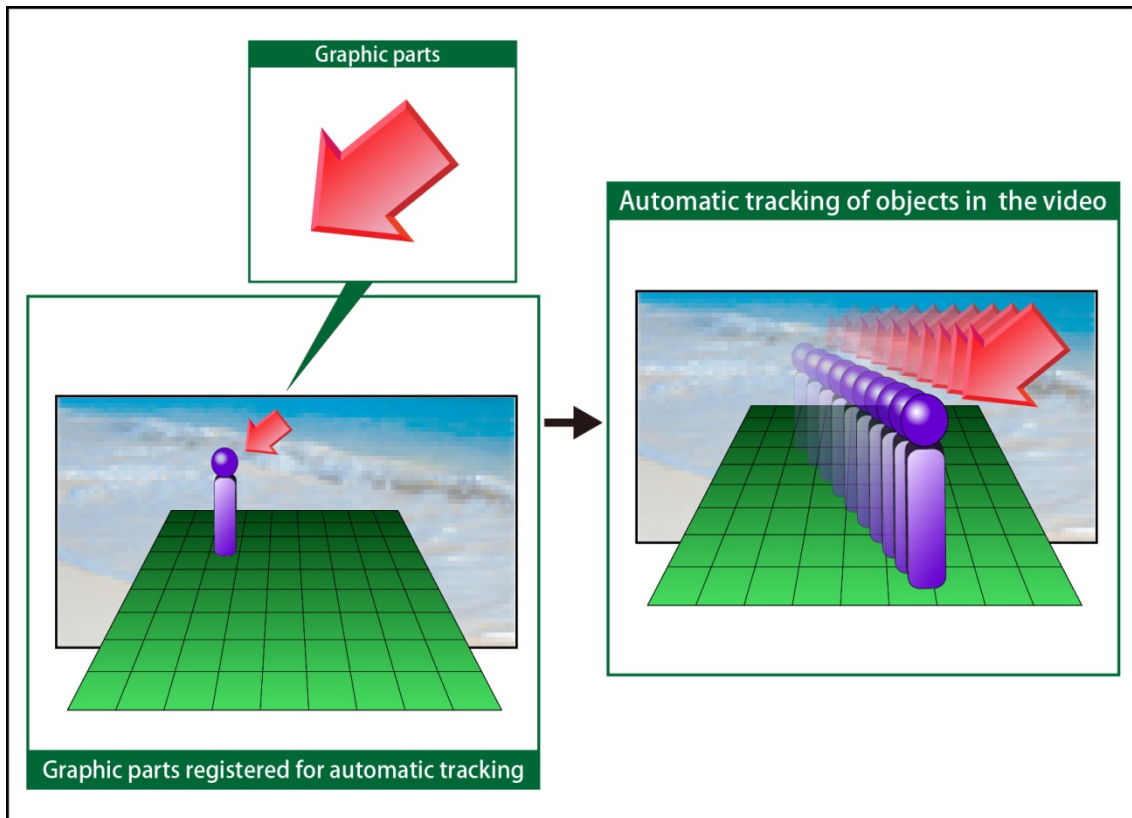 Graphic parts
Automatic tracking of objects in the video
Graphic parts registered for automatic tracking